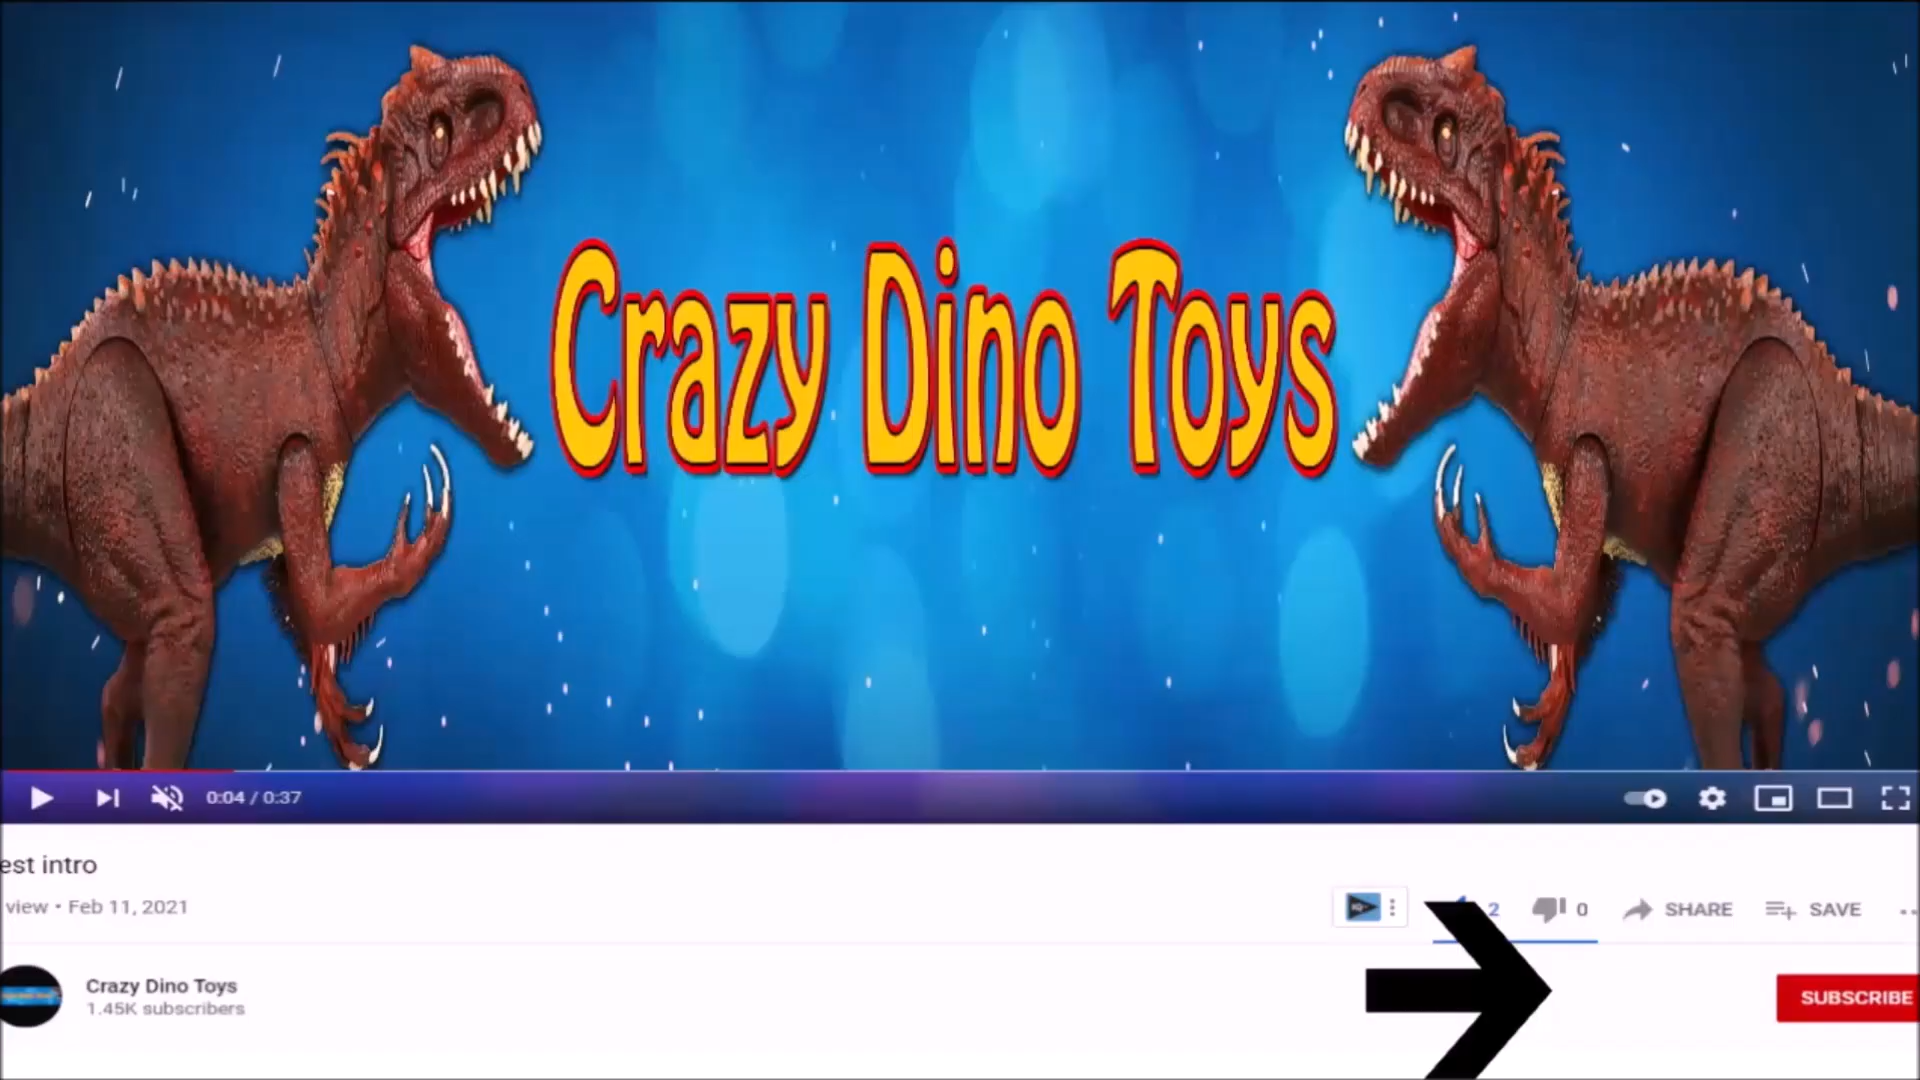 Crazy Dino Toys
0:04 / 0:37
est intro
view • Feb 11, 2021
2
0
SHARE
SAVE
Crazy Dino Toys
1.45K subscribers
SUBSCRIBE